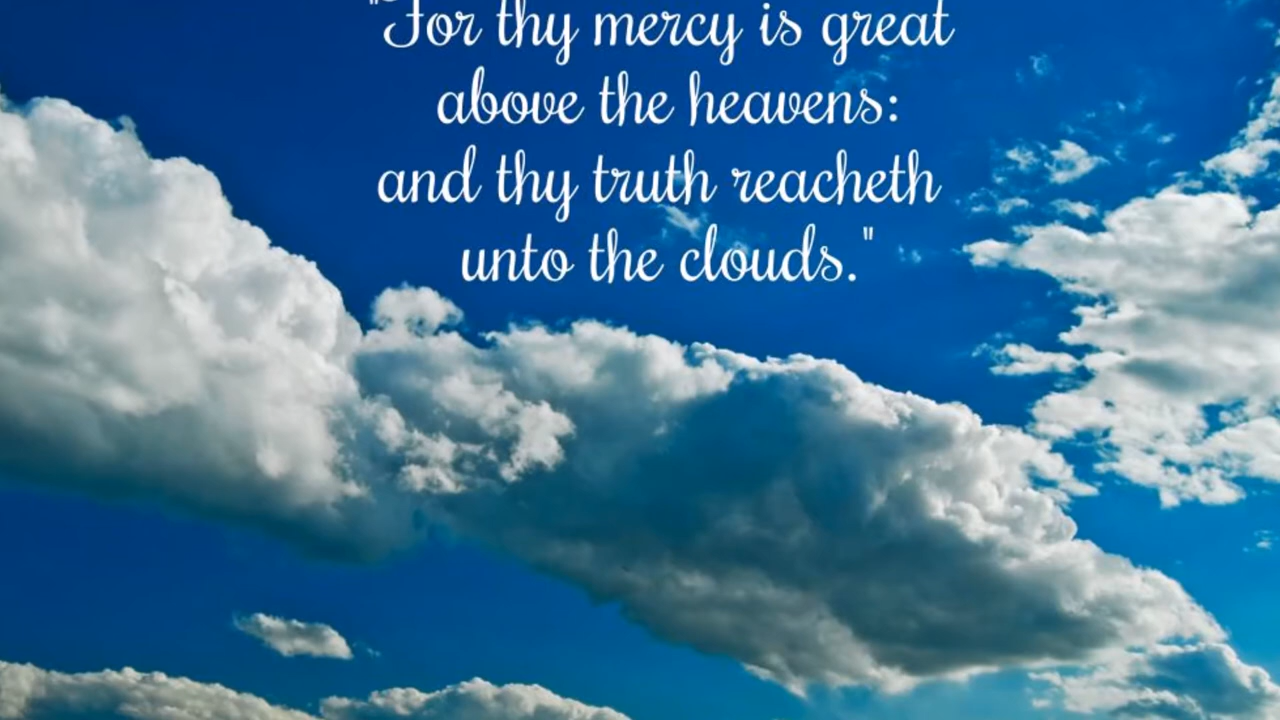 "For thy mercy is great
above the heavens:
and thy truth reacheth
unto the clouds."